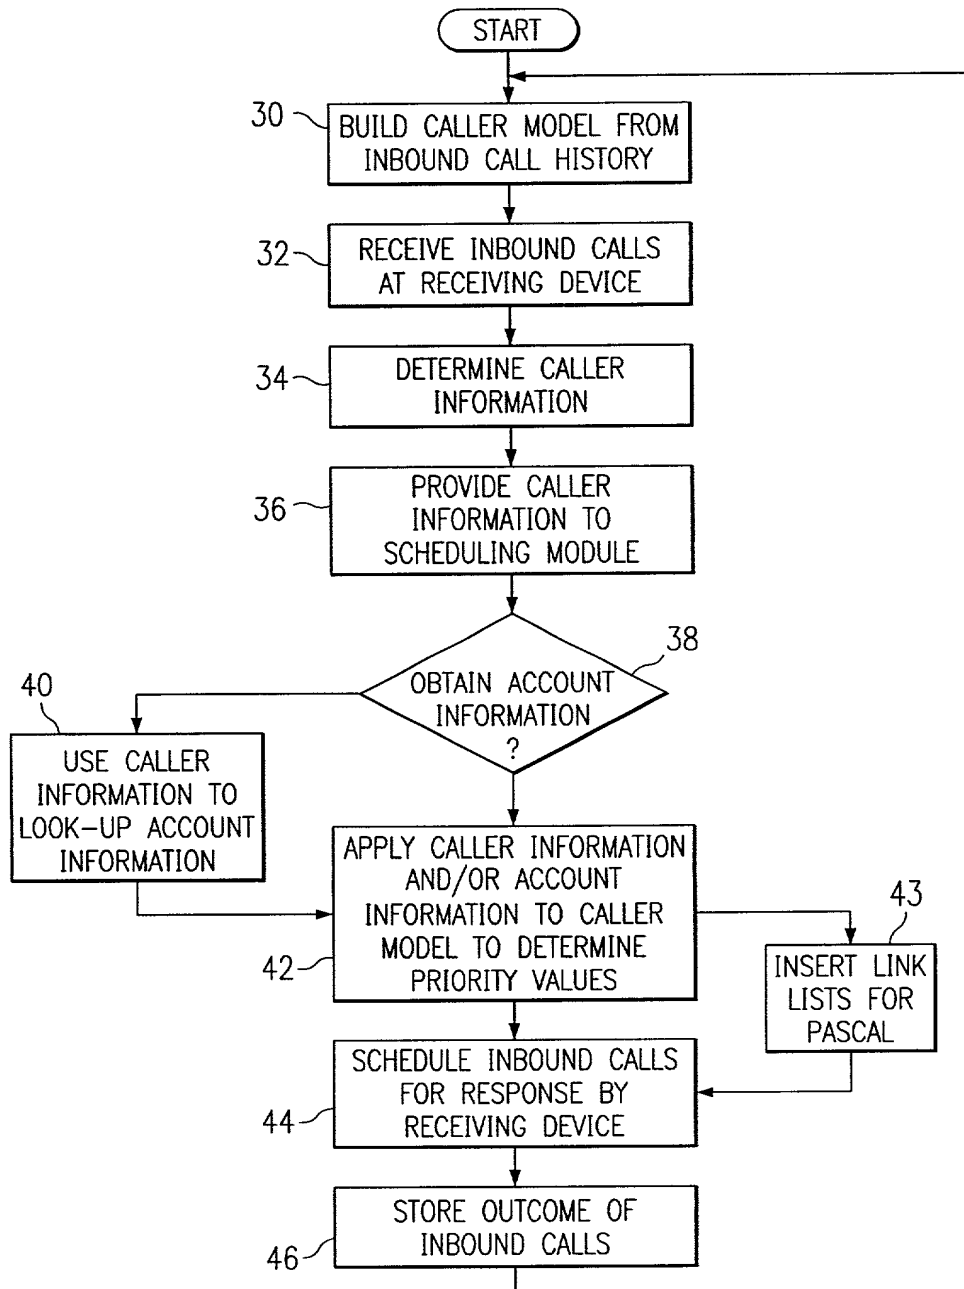 START
30
BUILD CALLER MODEL FROM
INBOUND CALL HISTORY
32
RECEIVE INBOUND CALLS
AT RECEIVING DEVICE
34
DETERMINE CALLER
INFORMATION
36
PROVIDE CALLER
INFORMATION TO
SCHEDULING MODULE
38
OBTAIN ACCOUNT
INFORMATION
?
40
USE CALLER
INFORMATION TO
LOOK-UP ACCOUNT
INFORMATION
42
APPLY CALLER INFORMATION
AND/OR ACCOUNT
INFORMATION TO CALLER
MODEL TO DETERMINE
PRIORITY VALUES
43
INSERT LINK
LISTS FOR
PASCAL
44
SCHEDULE INBOUND CALLS
FOR RESPONSE BY
RECEIVING DEVICE
46
STORE OUTCOME OF
INBOUND CALLS